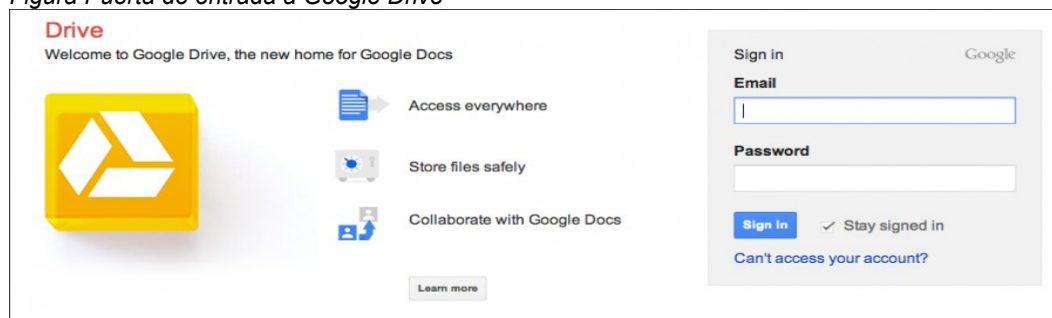 Figura Puerta de entrada a Google Drive
Drive
Welcome to Google Drive, the new home for Google Docs
Access everywhere
Store files safely
Collaborate with Google Docs
Learn more
Sign in Google
Email
Password
Sign in Stay signed in
Can't access your account?